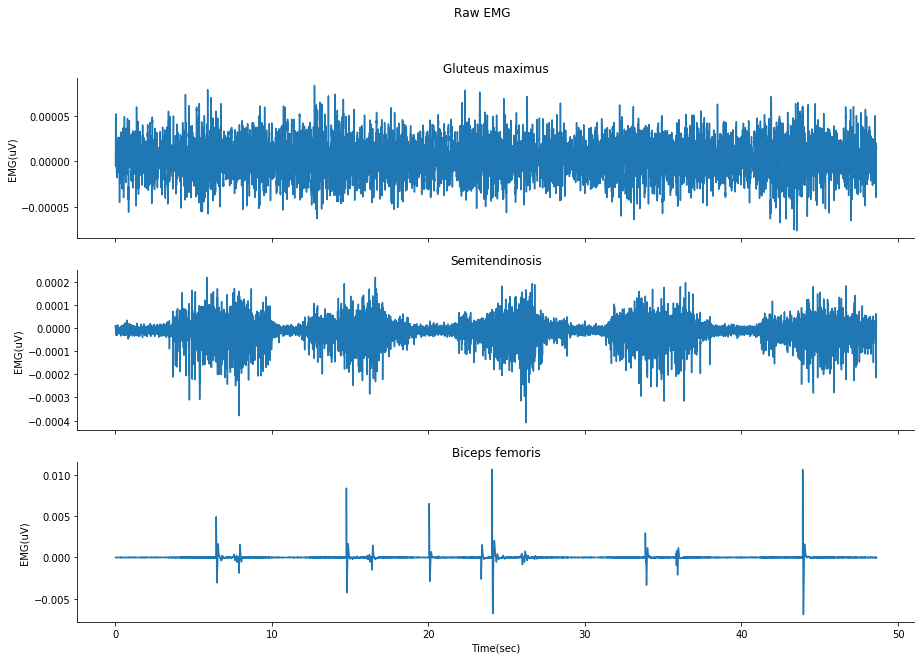 Raw EMG
Gluteus maximus
EMG(uV)
0.00005
0.00000
−0.00005
Semitendinosis
EMG(uV)
0.0002
0.0001
0.0000
−0.0001
−0.0002
−0.0003
−0.0004
Biceps femoris
EMG(uV)
0.010
0.005
0.000
−0.005
0 10 20 30 40 50
Time(sec)